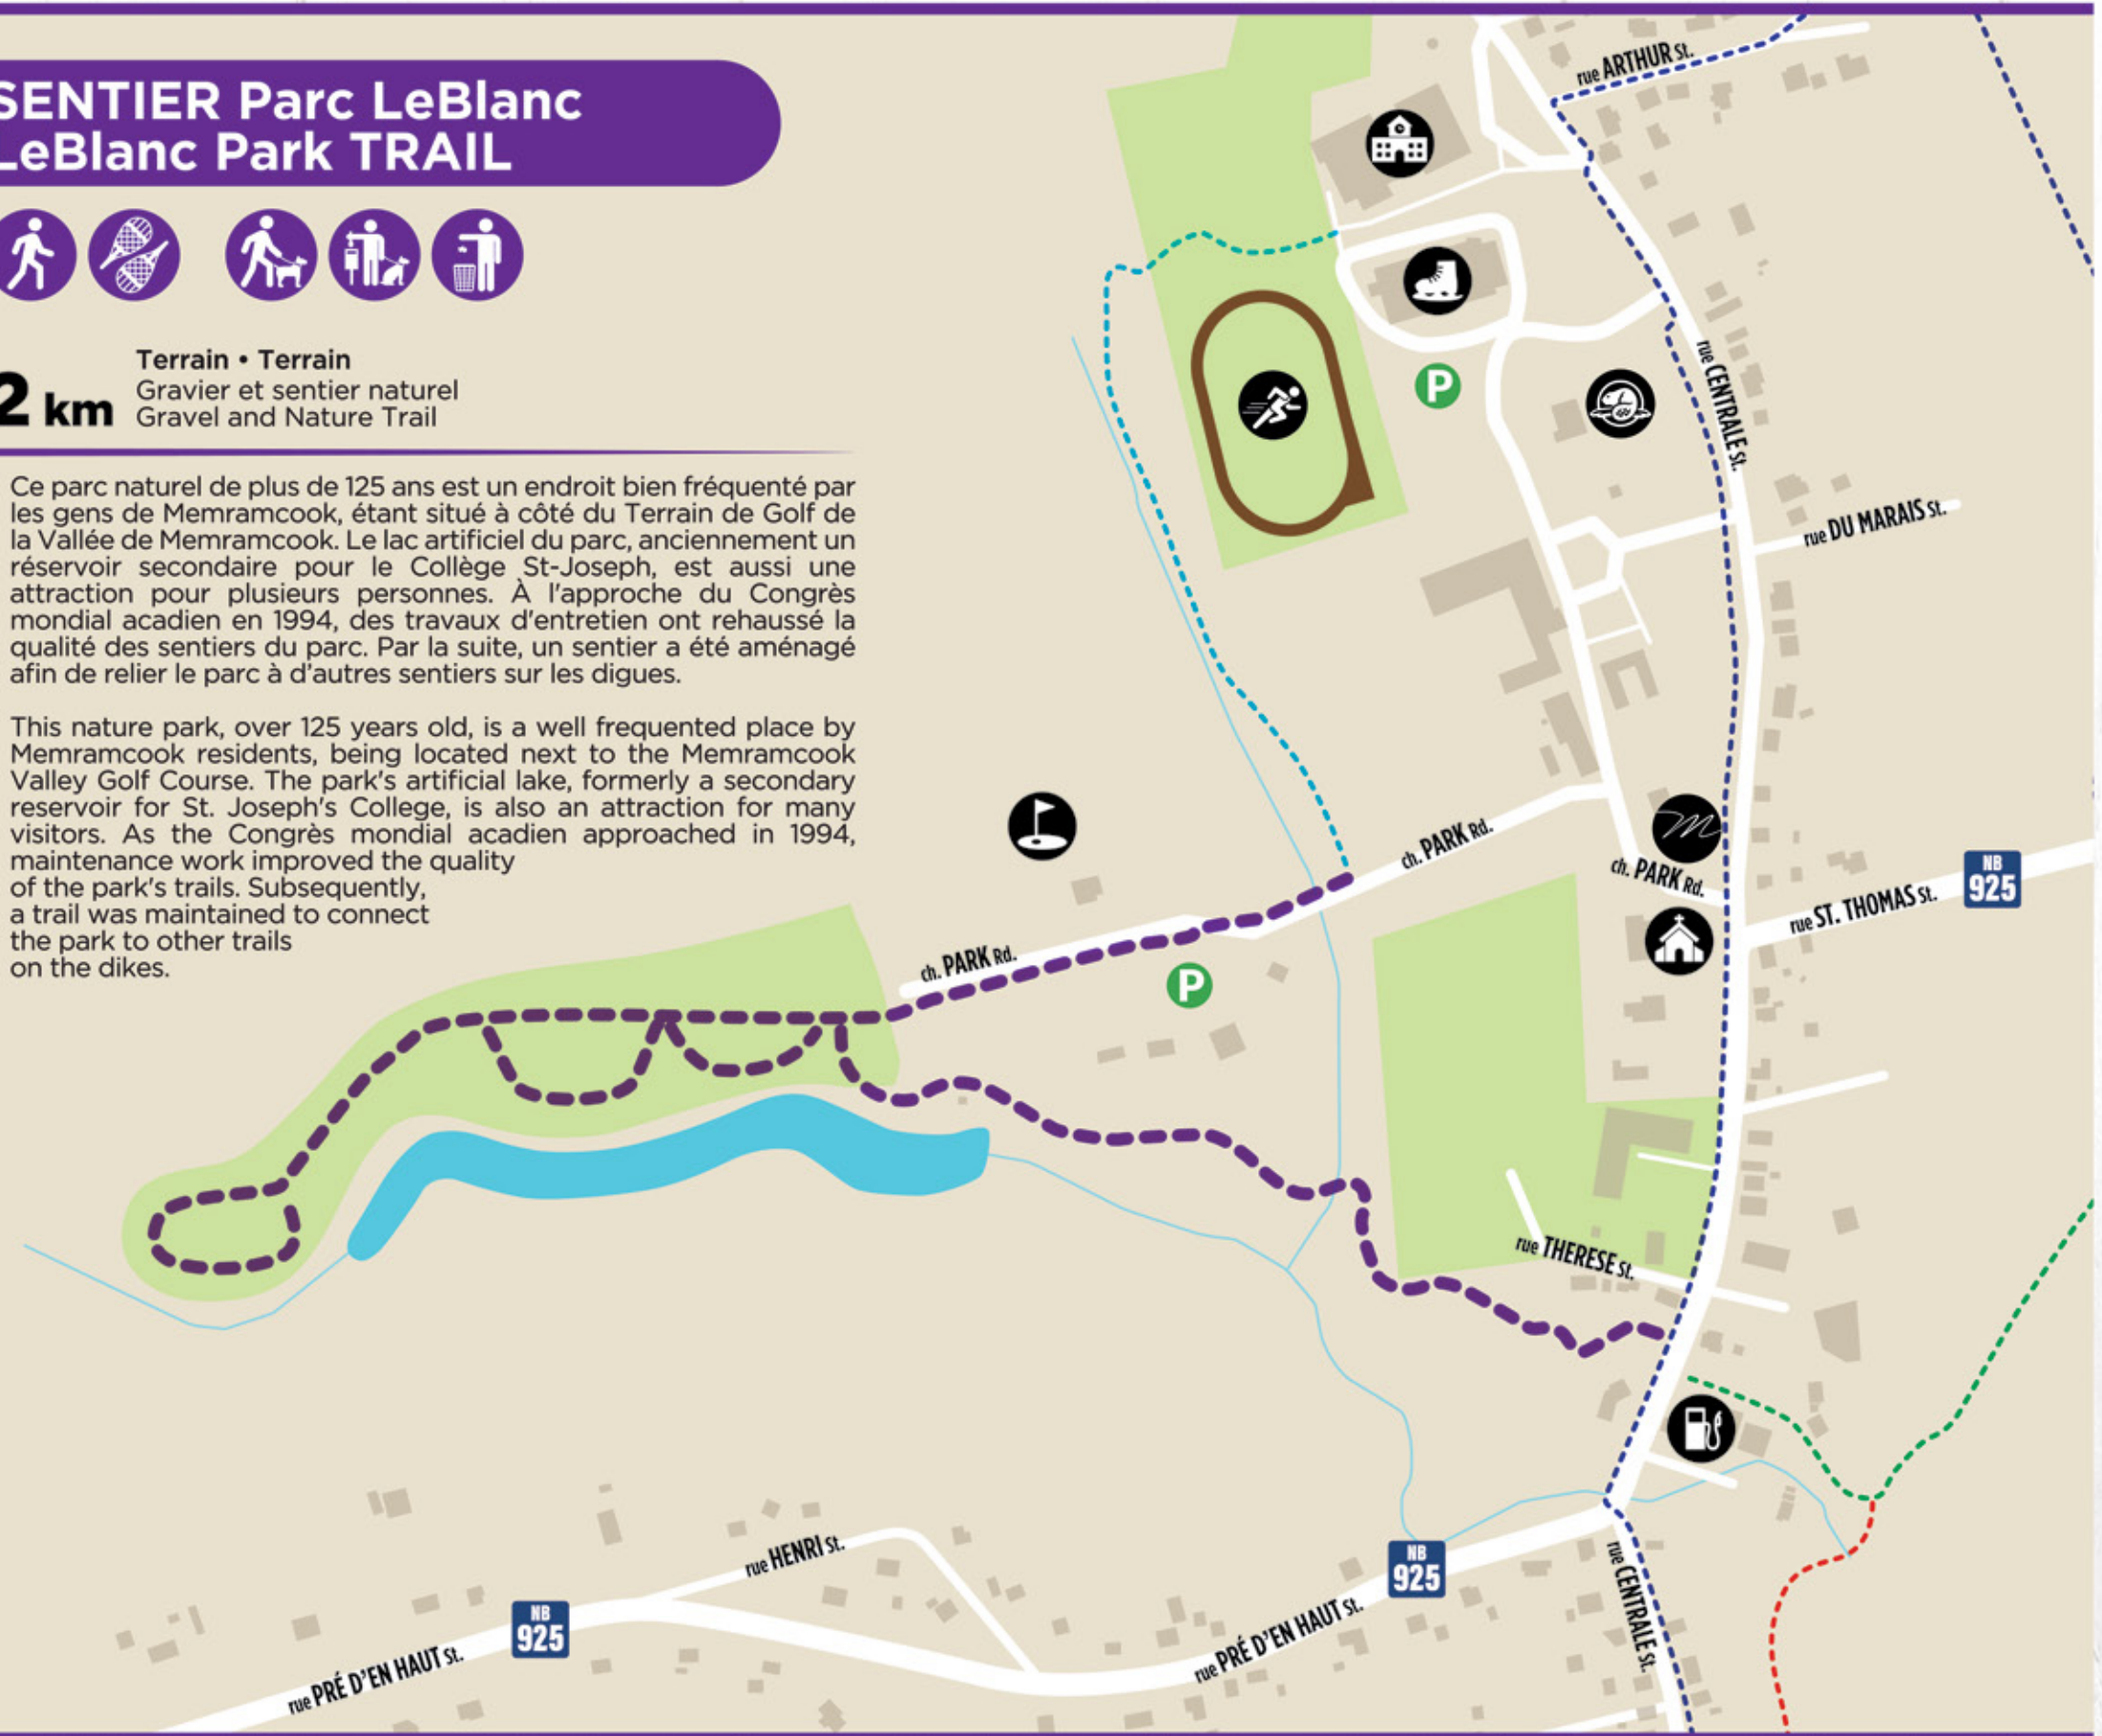 SENTIER Parc LeBlanc
LeBlanc Park TRAIL
2 km
Terrain • Terrain
Gravier et sentier naturel
Gravel and Nature Trail
Ce parc naturel de plus de 125 ans est un endroit bien fréquenté par
les gens de Memramcook, étant situé à côté du Terrain de Golf de
la Vallée de Memramcook. Le lac artificiel du parc, anciennement un
réservoir secondaire pour le Collège St-Joseph, est aussi une
attraction pour plusieurs personnes. À l'approche du Congrès
mondial acadien en 1994, des travaux d'entretien ont rehaussé la
qualité des sentiers du parc. Par la suite, un sentier a été aménagé
afin de relier le parc à d'autres sentiers sur les digues.
This nature park, over 125 years old, is a well frequented place by
Memramcook residents, being located next to the Memramcook
Valley Golf Course. The park's artificial lake, formerly a secondary
reservoir for St. Joseph's College, is also an attraction for many
visitors. As the Congrès mondial acadien approached in 1994,
maintenance work improved the quality
of the park's trails. Subsequently,
a trail was maintained to connect
the park to other trails
on the dikes.
rue ARTHUR St.
rue CENTRALE St.
P
rue DU MARAIS St.
ch. PARK Rd.
ch. PARK Rd.
NB
925
rue ST. THOMAS St.
ch. PARK Rd.
P
rue THERESE St.
rue HENRI St.
NB
925
rue CENTRALE St.
NB
925
rue PRÉ D'EN HAUT St.
rue PRÉ D'EN HAUT St.